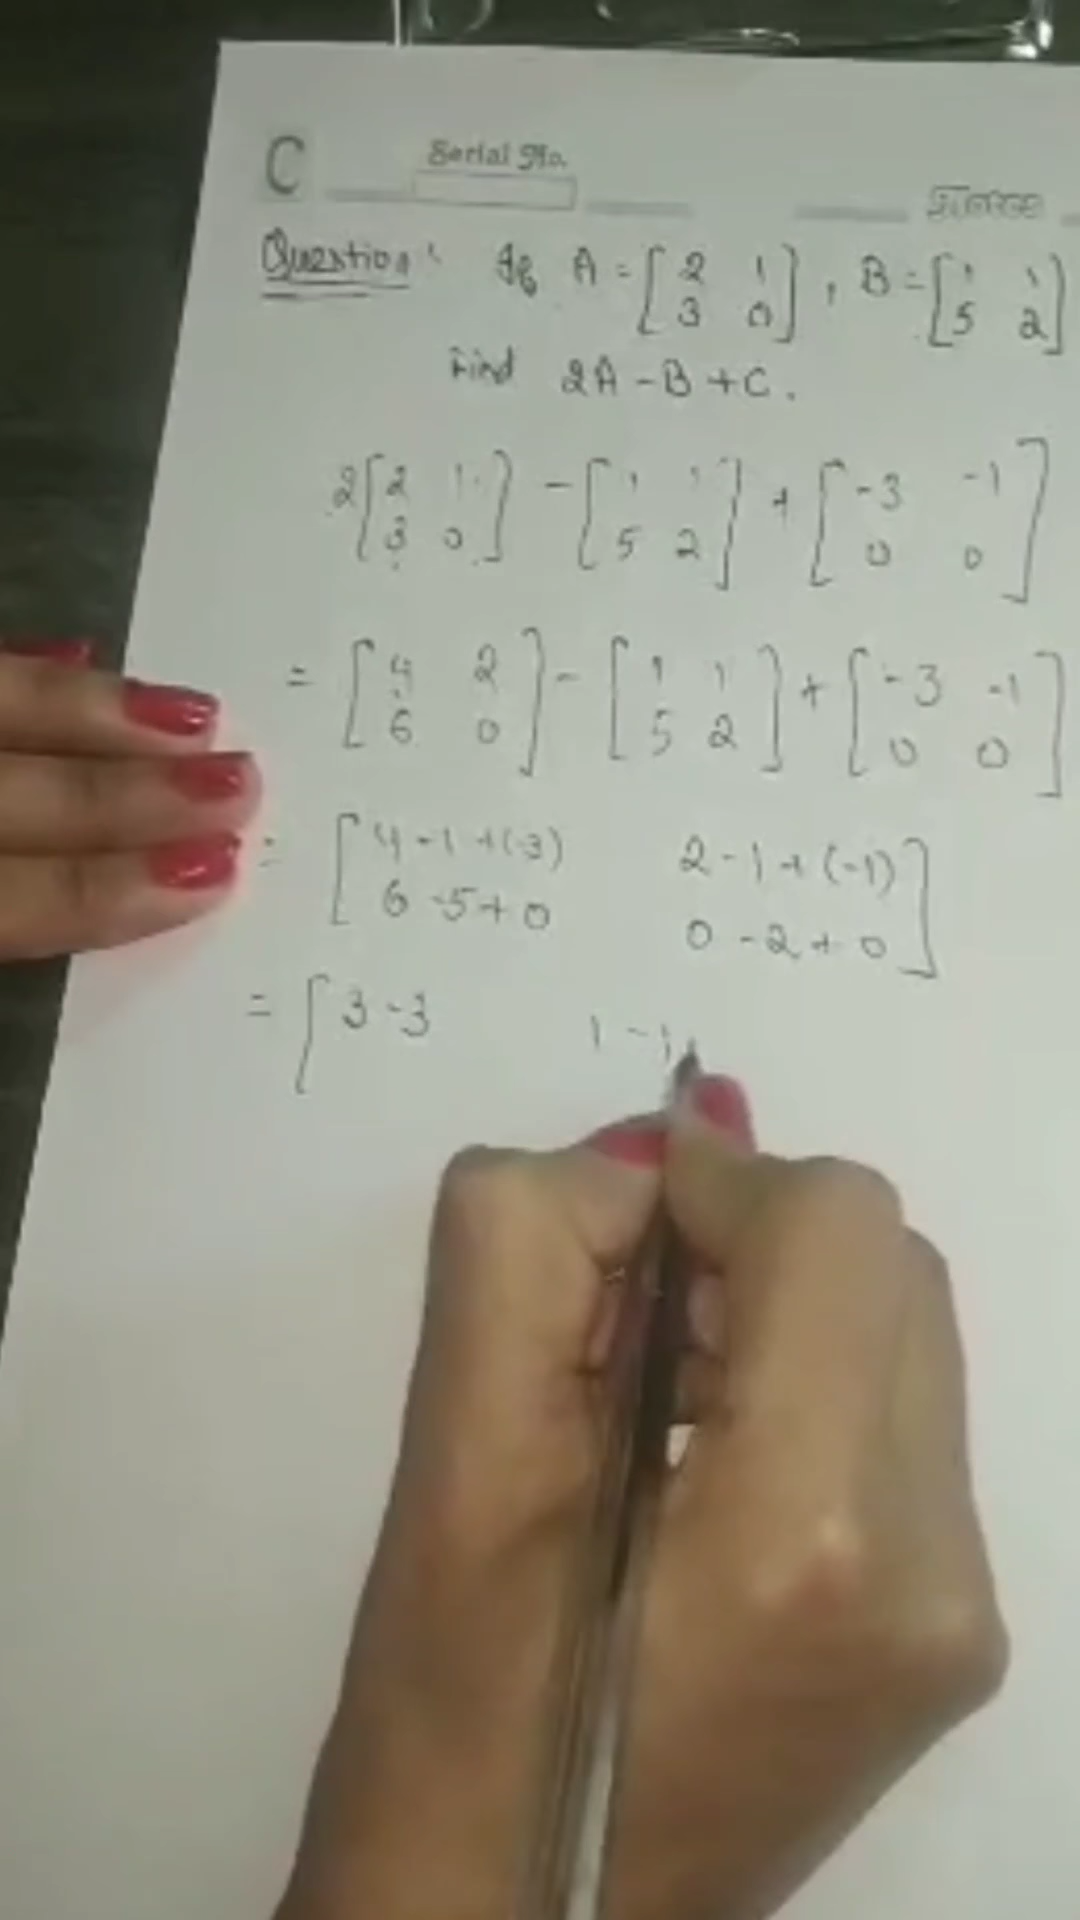 C
Serial No.
Question: If A = [2 1 3 0], B = [1 1 5 2]
Find 2A - B + C.
2[2 1 3 0] - [1 1 5 2] + [-3 -1 0 0]
= [4 2 6 0] - [1 1 5 2] + [-3 -1 0 0]
= [4-1+(-3) 2-1+(-1)
6-5+0 0-2+0]
= [3-3 1-1